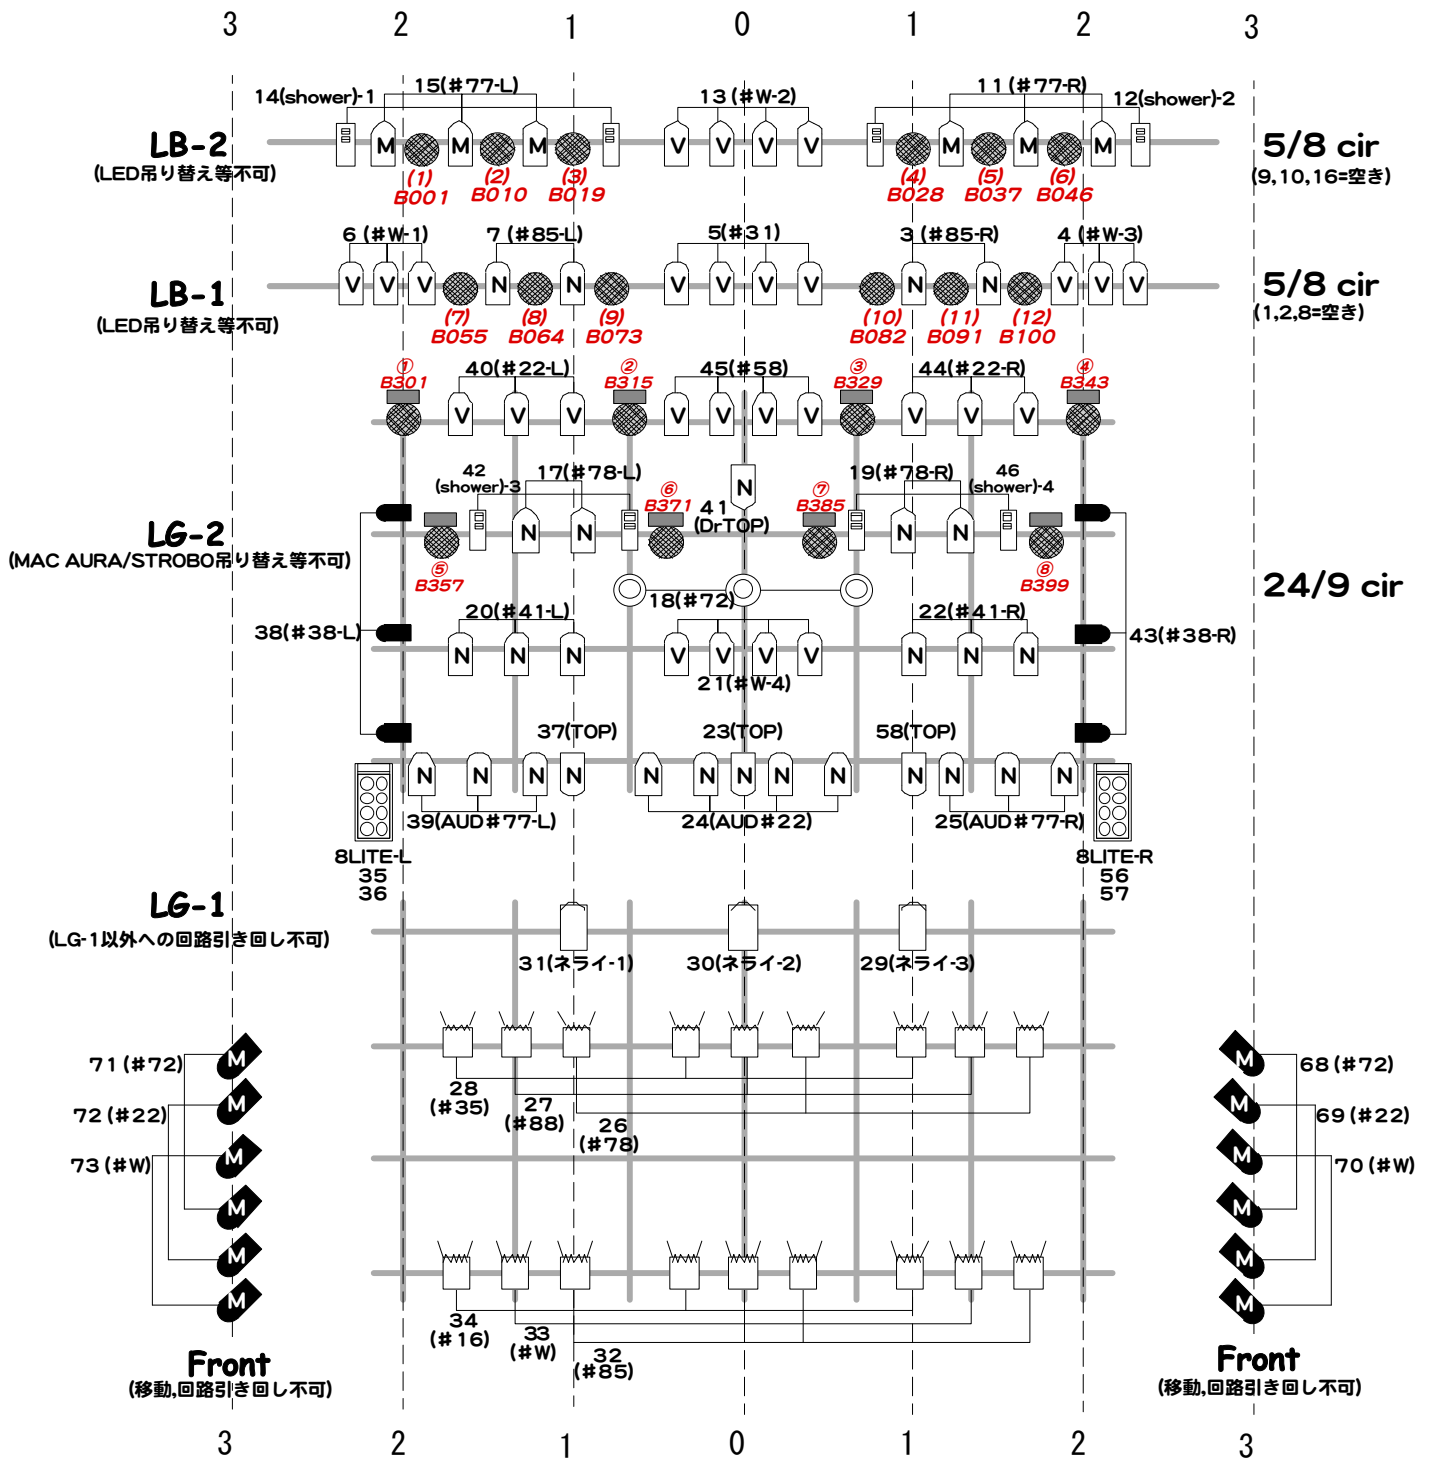 3 2 1 0 1 2 3
14(shower)-1
15(#77-L)
13(#W-2)
11(#77-R)
12(shower)-2
LB-2
(LED吊り替え等不可)
M M M V V V V M M M
5/8 cir
(9,10,16=空き)
(1) (2) (3) (4) (5) (6)
B001 B010 B019 B028 B037 B046
6(#W-1)
7(#85-L)
5(#31)
3(#85-R)
4(#W-3)
LB-1
(LED吊り替え等不可)
V V V N N V V V V N N V V V
5/8 cir
(1,2,8=空き)
(7) (8) (9) (10) (11) (12)
B055 B064 B073 B082 B091 B100
① ② ③ ④
B301 B315 B329 B343
40(#22-L)
45(#58)
44(#22-R)
V V V V V V V V V V
42
(shower)-3
17(#78-L)
19(#78-R)
46
(shower)-4
⑥
B371
⑦
B385
N
41
(DrTOP)
N N N N
LG-2
(MAC AURA/STROBO吊り替え等不可)
⑤
B357
⑧
B399
24/9 cir
18(#72)
20(#41-L)
22(#41-R)
38(#38-L)
43(#38-R)
N N N V V V V N N N
21(#W-4)
37(TOP)
23(TOP)
58(TOP)
N N N N N N N N N N N N N
39(AUD#77-L)
24(AUD#22)
25(AUD#77-R)
8LITE-L
35
36
8LITE-R
56
57
LG-1
(LG-1以外への回路引き回し不可)
31(ネライ-1)
30(ネライ-2)
29(ネライ-3)
28
(#35)
27
(#88)
26
(#78)
71(#72)
72(#22)
73(#W)
M
M
M
M
M
M
68(#72)
69(#22)
70(#W)
M
M
M
M
M
M
34
(#16)
33
(#W)
32
(#85)
Front
(移動,回路引き回し不可)
Front
(移動,回路引き回し不可)
3 2 1 0 1 2 3